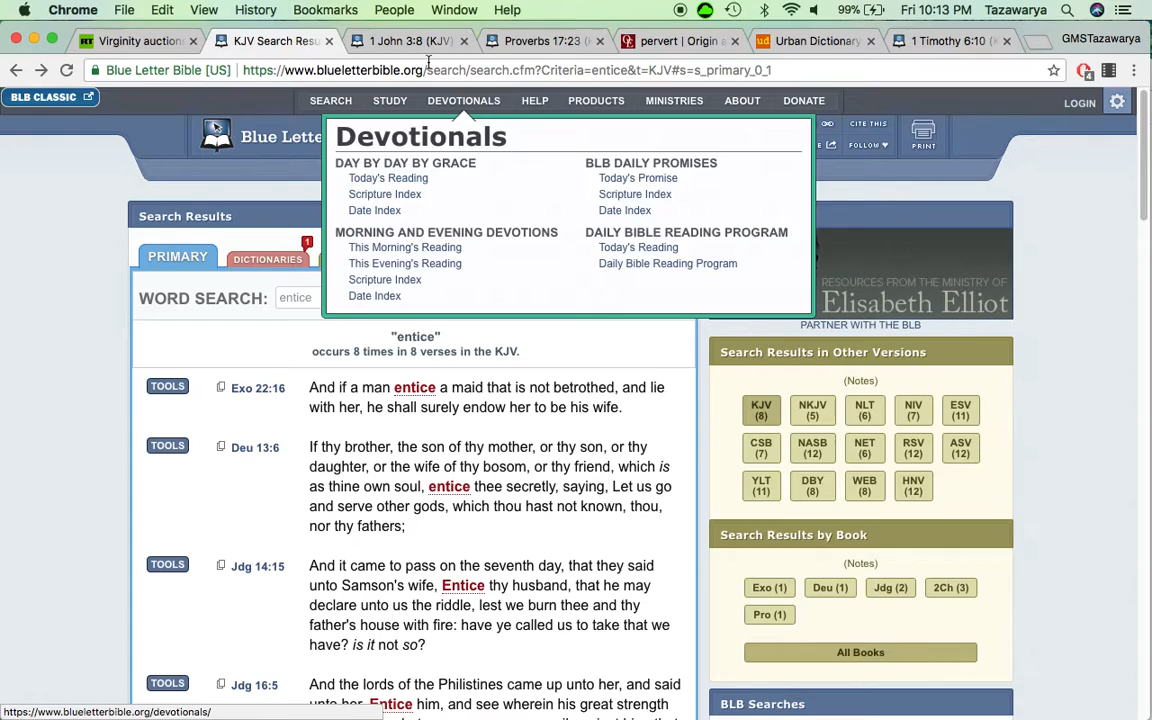 Chrome File Edit View History Bookmarks People Window Help 99% Fri 10:13 PM Tazawarya
Virginity auction: × KJV Search Resu × 1 John 3:8 (KJV) × Proverbs 17:23 ( × pervert | Origin a × Urban Dictionary × 1 Timothy 6:10 ( × GMSTazawarya
Blue Letter Bible [US] https://www.blueletterbible.org/search/search.cfm?Criteria=entice&t=KJV#s=s_primary_0_1 4
BLB CLASSIC
SEARCH STUDY DEVOTIONALS HELP PRODUCTS MINISTRIES ABOUT DONATE LOGIN
Blue Lette
CITE THIS
FOLLOW
PRINT
Devotionals
DAY BY DAY BY GRACE
Today's Reading
Scripture Index
Date Index
MORNING AND EVENING DEVOTIONS
This Morning's Reading
This Evening's Reading
Scripture Index
Date Index
BLB DAILY PROMISES
Today's Promise
Scripture Index
Date Index
DAILY BIBLE READING PROGRAM
Today's Reading
Daily Bible Reading Program
Search Results
PRIMARY DICTIONARIES 1
WORD SEARCH: entice
"entice"
occurs 8 times in 8 verses in the KJV.
TOOLS Exo 22:16 And if a man entice a maid that is not betrothed, and lie
with her, he shall surely endow her to be his wife.
TOOLS Deu 13:6 If thy brother, the son of thy mother, or thy son, or thy
daughter, or the wife of thy bosom, or thy friend, which is
as thine own soul, entice thee secretly, saying, Let us go
and serve other gods, which thou hast not known, thou,
nor thy fathers;
TOOLS Jdg 14:15 And it came to pass on the seventh day, that they said
unto Samson's wife, Entice thy husband, that he may
declare unto us the riddle, lest we burn thee and thy
father's house with fire: have ye called us to take that we
have? is it not so?
TOOLS Jdg 16:5 And the lords of the Philistines came up unto her, and said
unto her, Entice him, and see wherein his great strength
RESOURCES FROM THE MINISTRY OF
Elisabeth Elliot
PARTNER WITH THE BLB
Search Results in Other Versions
(Notes)
KJV (8) NKJV (5) NLT (6) NIV (7) ESV (11)
CSB (7) NASB (12) NET (6) RSV (12) ASV (12)
YLT (11) DBY (8) WEB (8) HNV (12)
Search Results by Book
(Notes)
Exo (1) Deu (1) Jdg (2) 2Ch (3)
Pro (1)
All Books
BLB Searches
https://www.blueletterbible.org/devotionals/